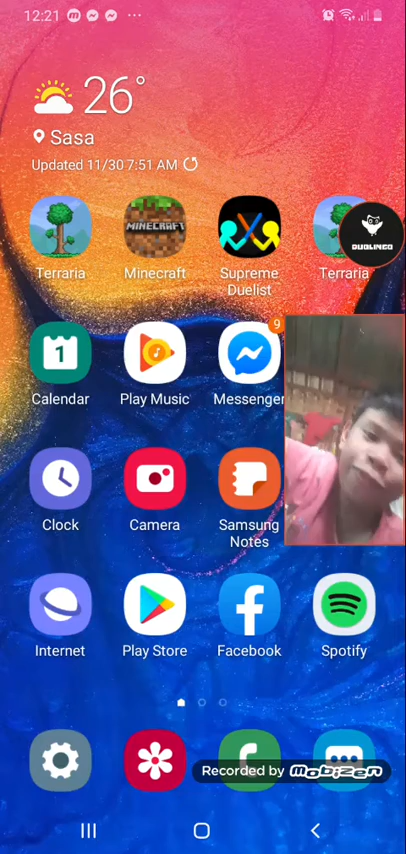 12:21
26°
Sasa
Updated 11/30 7:51 AM
DUOLINGO
MINECRAFT
Terraria
Minecraft
Supreme
Duelist
Terraria
9
1
Calendar
Play Music
Messenger
Clock
Camera
Samsung
Notes
Internet
Play Store
Facebook
Spotify
Recorded by Mobizen